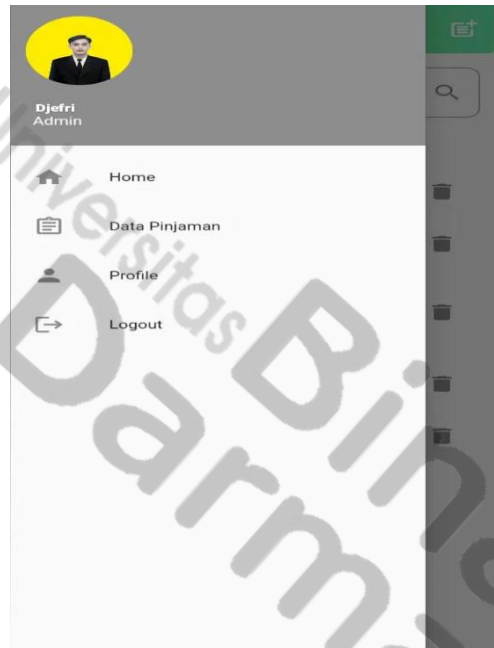 Djefri
Admin
Home
Data Pinjaman
Profile
Logout
Universitas
Bina
Darma